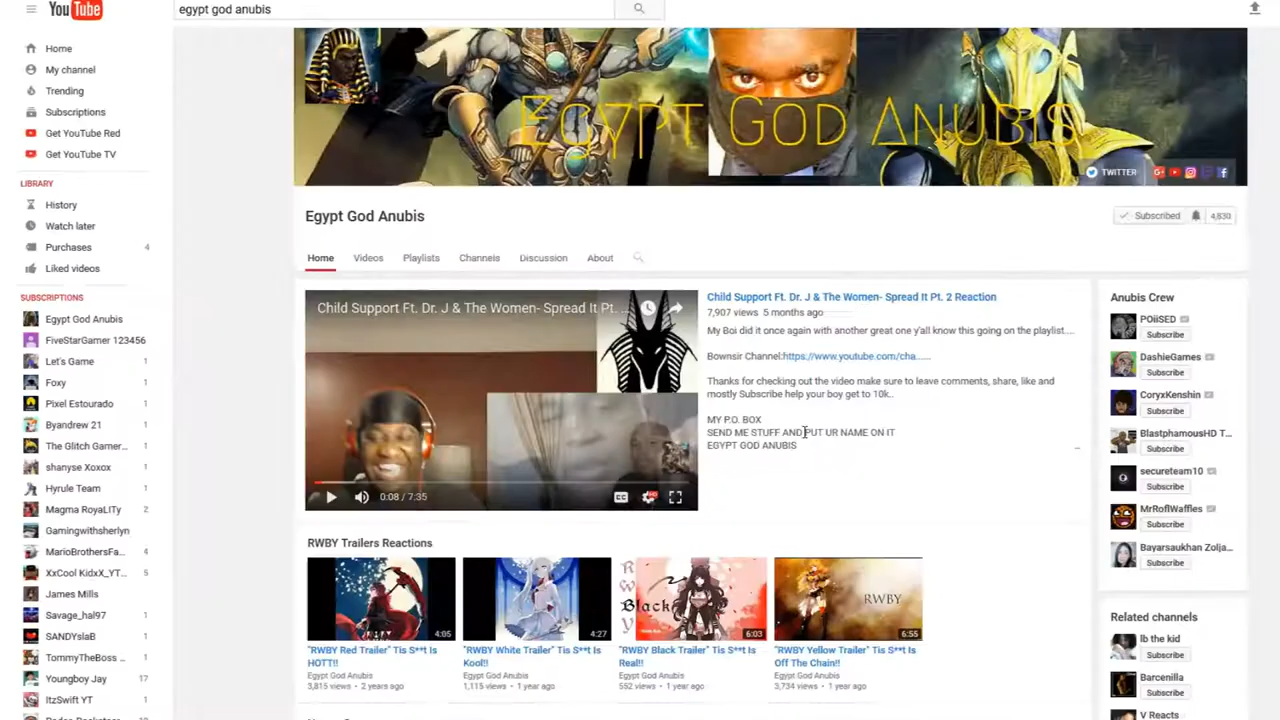 YouTube
egypt god anubis
Home
My channel
Trending
Subscriptions
Get YouTube Red
Get YouTube TV
LIBRARY
History
Watch later
Purchases 4
Liked videos
SUBSCRIPTIONS
Egypt God Anubis
FiveStarGamer 123456
Let's Game 1
Foxy 1
Pixel Estourado 1
Byandrew 21 1
The Glitch Gamer... 1
shanyse Xoxox 1
Hyrule Team 1
Magma RoyaLITy 2
Gamingwithsherlyn
MarioBrothersFa... 4
XxCool KidxX_YT... 5
James Mills
Savage_hal97 1
SANDYslaB 1
TommyTheBoss ... 1
Youngboy Jay 17
ItzSwift YT 1
Egypt God Anubis
TWITTER
Egypt God Anubis
Subscribed 4,830
Home Videos Playlists Channels Discussion About
Child Support Ft. Dr. J & The Women- Spread It Pt. ...
0:08 / 7:35
CC
HD
Child Support Ft. Dr. J & The Women- Spread It Pt. 2 Reaction
7,907 views 5 months ago
My Boi did it once again with another great one y'all know this going on the playlist....
Bownsir Channel:https://www.youtube.com/cha......
Thanks for checking out the video make sure to leave comments, share, like and
mostly Subscribe help your boy get to 10k..
MY P.O. BOX
SEND ME STUFF AND PUT UR NAME ON IT
EGYPT GOD ANUBIS
RWBY Trailers Reactions
4:05
"RWBY Red Trailer" Tis S**t Is
HOTT!!
Egypt God Anubis
3,815 views • 2 years ago
4:27
"RWBY White Trailer" Tis S**t Is
Kool!!
Egypt God Anubis
1,115 views • 1 year ago
RWBY
Black
6:03
"RWBY Black Trailer" Tis S**t Is
Real!!
Egypt God Anubis
552 views • 1 year ago
RWBY
6:55
"RWBY Yellow Trailer" Tis S**t Is
Off The Chain!!
Egypt God Anubis
3,734 views • 1 year ago
Anubis Crew
POiiSED
Subscribe
DashieGames
Subscribe
CoryxKenshin
Subscribe
BlastphamousHD T...
Subscribe
secureteam10
Subscribe
MrRoflWaffles
Subscribe
Bayarsaukhan Zolja...
Subscribe
Related channels
lb the kid
Subscribe
Barcenilla
Subscribe
V Reacts